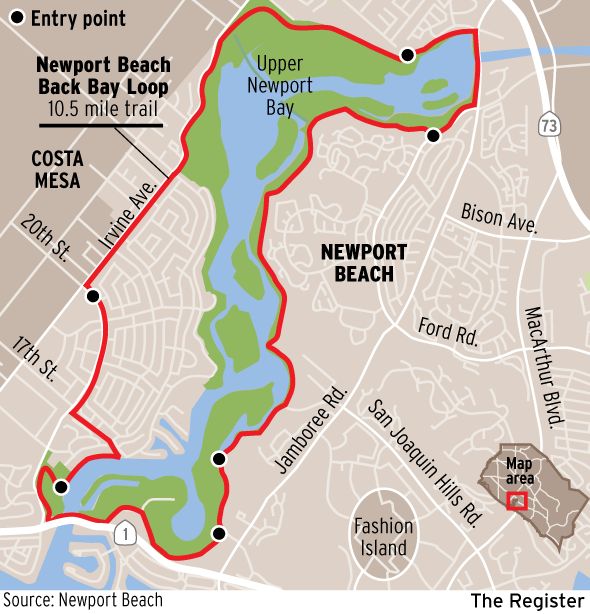 Entry point
Newport Beach
Back Bay Loop
10.5 mile trail
COSTA
MESA
Upper
Newport
Bay
73
Irvine Ave.
20th St.
17th St.
Bison Ave.
NEWPORT
BEACH
Ford Rd.
MacArthur Blvd.
Jamboree Rd.
San Joaquin Hills Rd.
Map
area
Fashion
Island
1
Source: Newport Beach
The Register